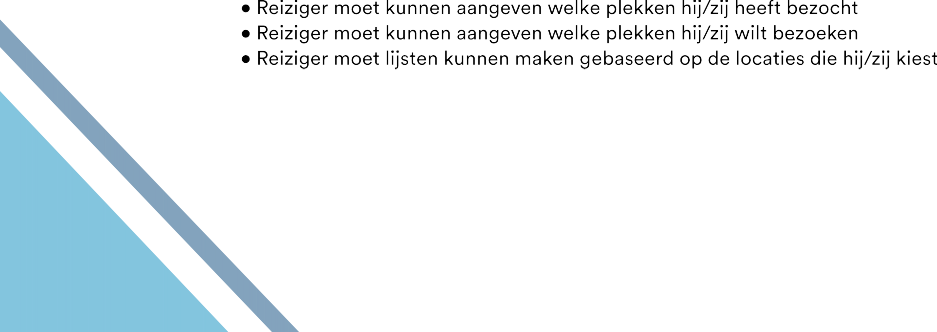 • Reiziger moet kunnen aangeven welke plekken hij/zij heeft bezocht
• Reiziger moet kunnen aangeven welke plekken hij/zij wilt bezoeken
• Reiziger moet lijsten kunnen maken gebaseerd op de locaties die hij/zij kiest